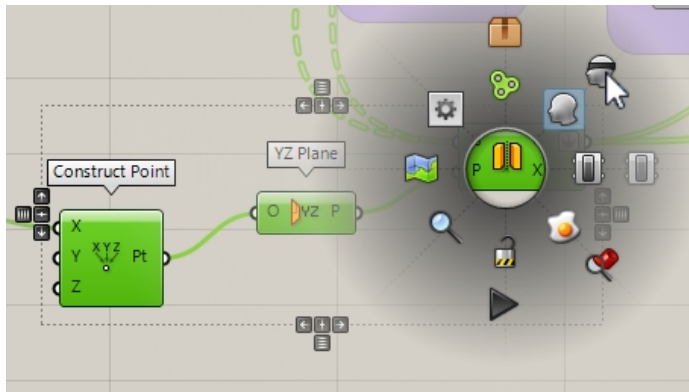 YZ Plane
Construct Point
O YZ P
P X
X
XYZ
Y Pt
Z